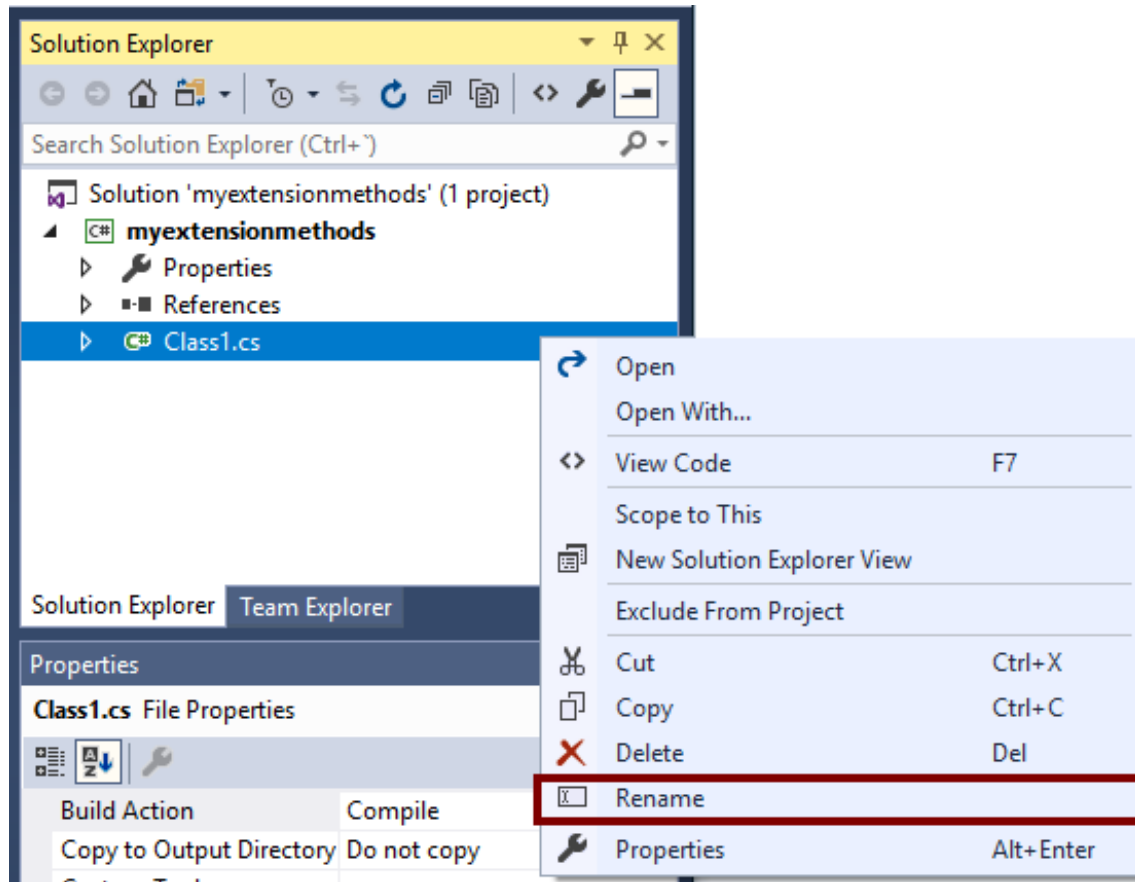 Solution Explorer
Search Solution Explorer (Ctrl+`)
Solution 'myextensionmethods' (1 project)
C# myextensionmethods
Properties
References
C# Class1.cs
Open
Open With...
View Code F7
Scope to This
New Solution Explorer View
Exclude From Project
Cut Ctrl+X
Copy Ctrl+C
Delete Del
Rename
Properties Alt+Enter
Solution Explorer Team Explorer
Properties
Class1.cs File Properties
Build Action Compile
Copy to Output Directory Do not copy